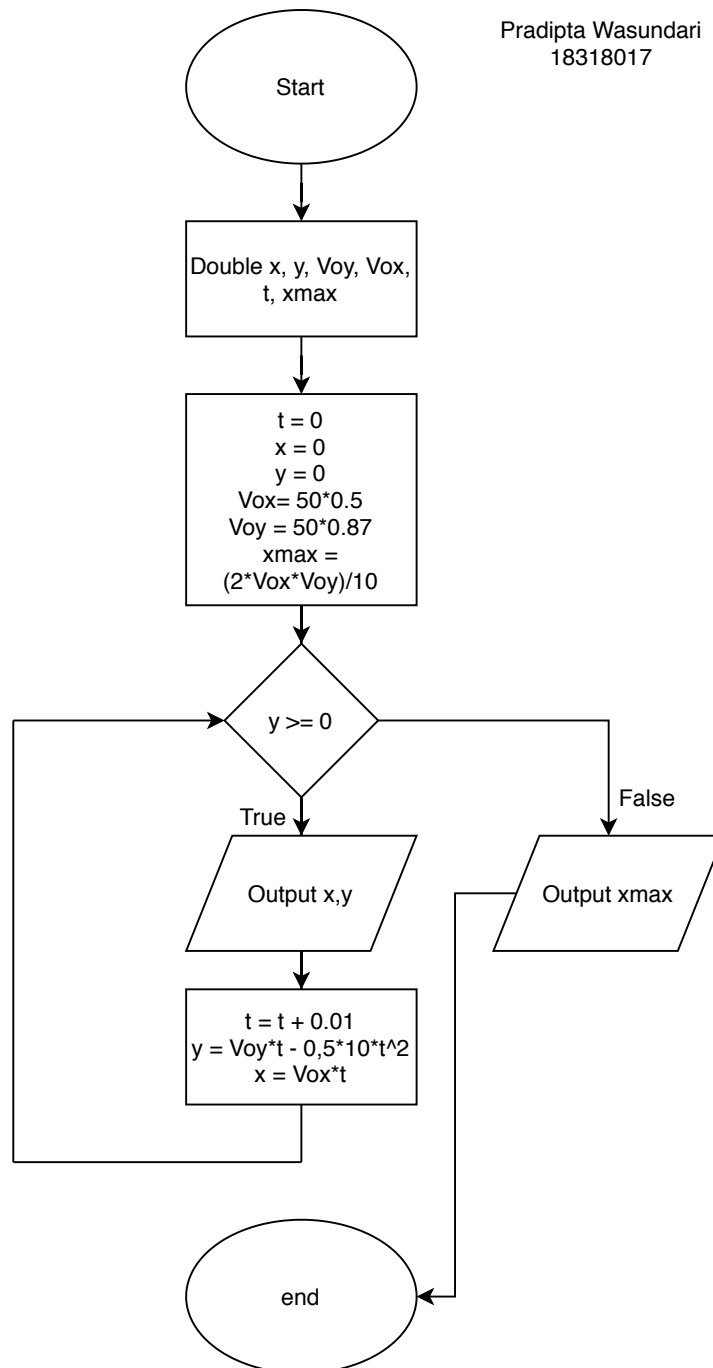 Pradipta Wasundari
18318017
Start
Double x, y, Voy, Vox,
t, xmax
t = 0
x = 0
y = 0
Vox= 50*0.5
Voy = 50*0.87
xmax =
(2*Vox*Voy)/10
y >= 0
True
False
Output x,y
Output xmax
t = t + 0.01
y = Voy*t - 0,5*10*t^2
x = Vox*t
end